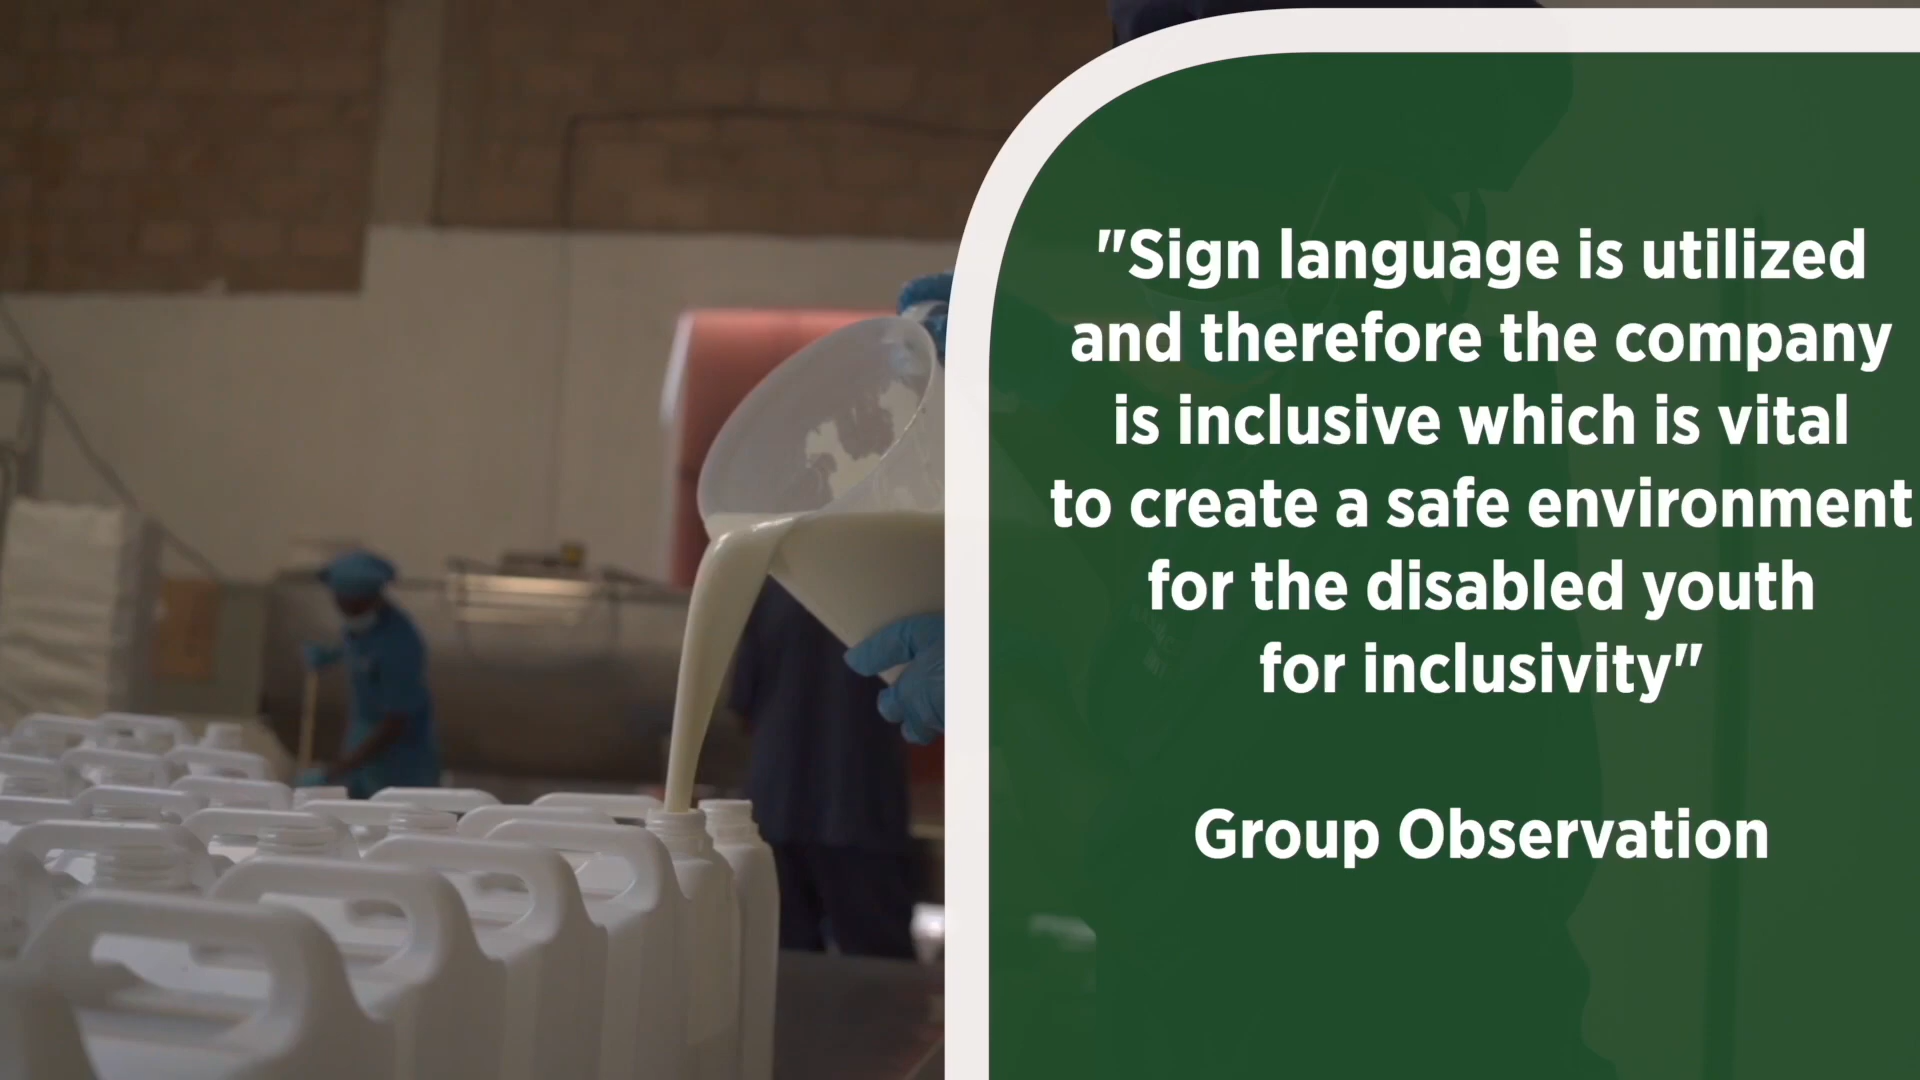 "Sign language is utilized
and therefore the company
is inclusive which is vital
to create a safe environment
for the disabled youth
for inclusivity"
Group Observation